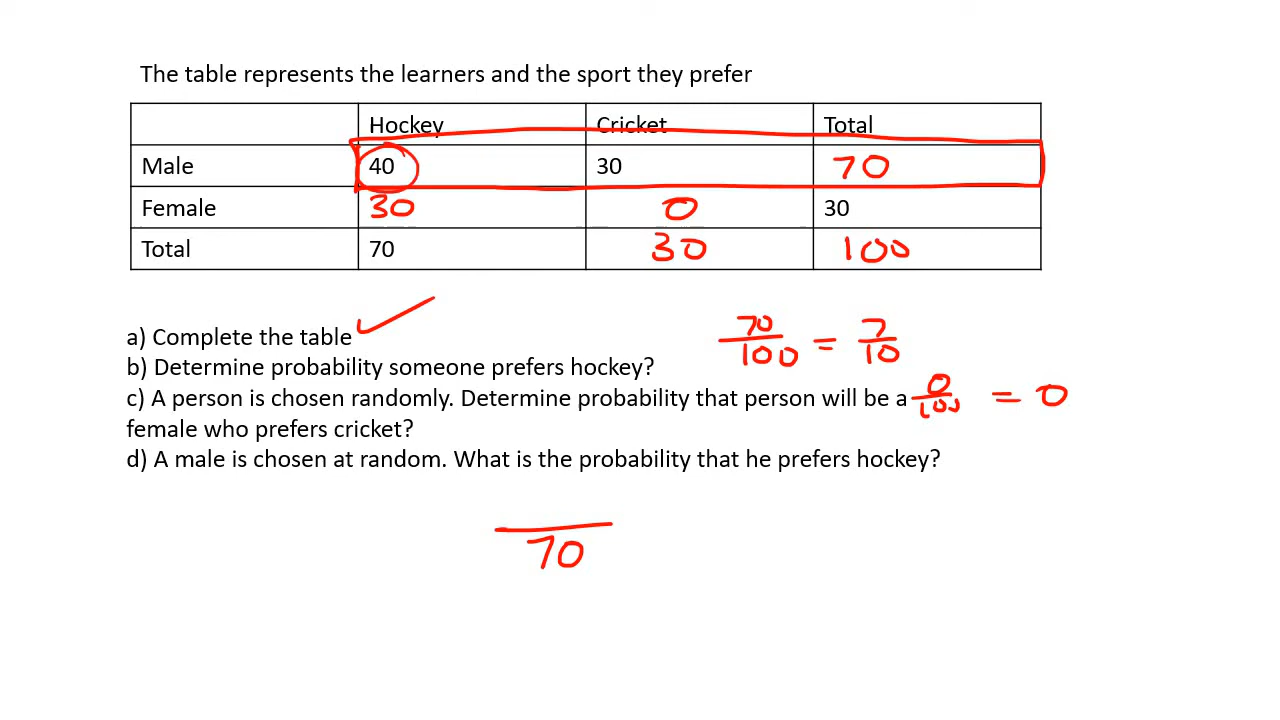 The table represents the learners and the sport they prefer
Hockey Cricket Total
Male 40 30 70
Female 30 0 30
Total 70 30 100
a) Complete the table
b) Determine probability someone prefers hockey? 70/100 = 7/10
c) A person is chosen randomly. Determine probability that person will be a 0/100 = 0
female who prefers cricket?
d) A male is chosen at random. What is the probability that he prefers hockey?
70